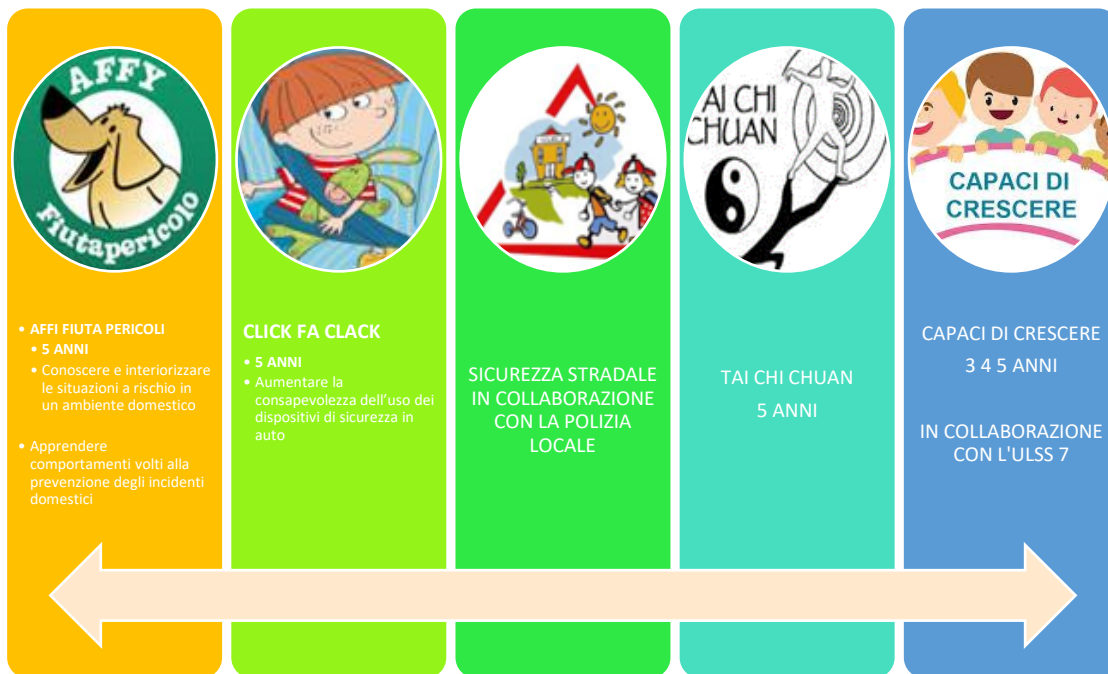 AFFY
Fiutapericolo
• AFFI FIUTA PERICOLI
• 5 ANNI
• Conoscere e interiorizzare
le situazioni a rischio in
un ambiente domestico
• Apprendere
comportamenti volti alla
prevenzione degli incidenti
domestici
CLICK FA CLACK
• 5 ANNI
• Aumentare la
consapevolezza dell'uso dei
dispositivi di sicurezza in
auto
SICUREZZA STRADALE
IN COLLABORAZIONE
CON LA POLIZIA
LOCALE
AI CHI
CHUAN
TAI CHI CHUAN
5 ANNI
CAPACI DI
CRESCERE
CAPACI DI CRESCERE
3 4 5 ANNI
IN COLLABORAZIONE
CON L'ULSS 7